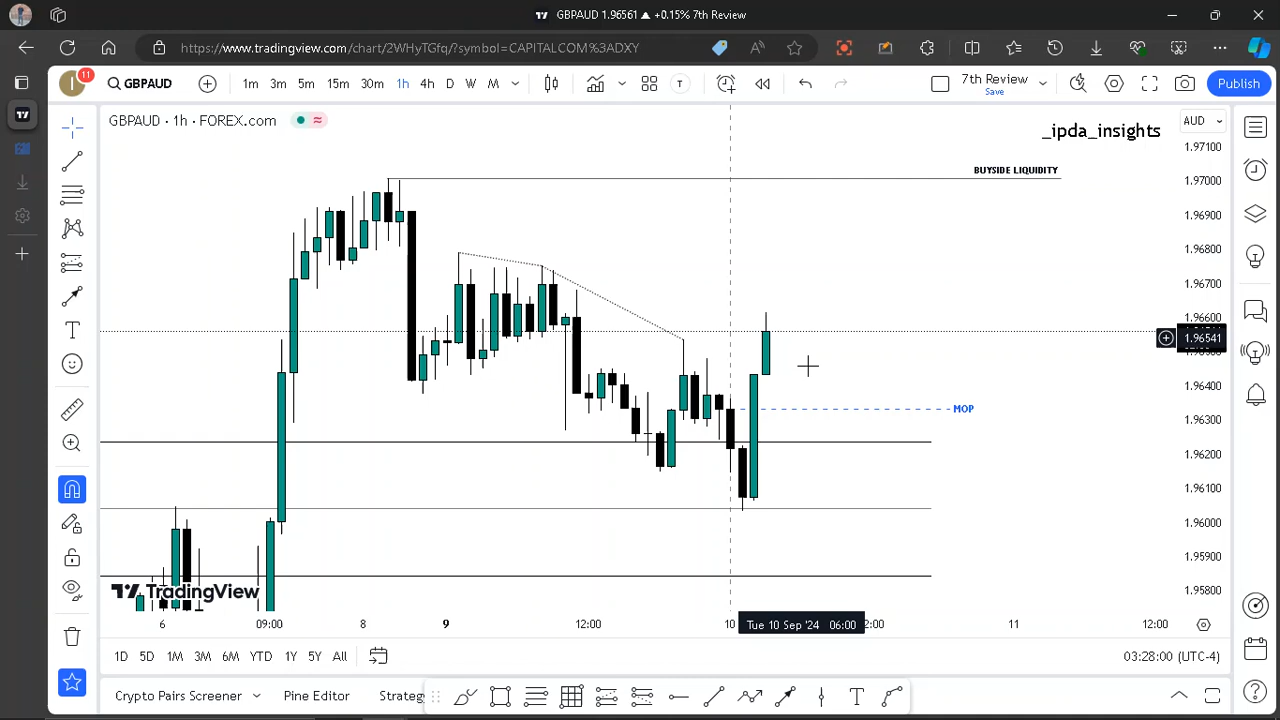 GBPAUD 1.96561 ▲ +0.15% 7th Review
https://www.tradingview.com/chart/2WHyTGfq/?symbol=CAPITALCOM%3ADXY
I 11 GBPAUD 1m 3m 5m 15m 30m 1h 4h D W M T 7th Review Save Publish
GBPUSD · 1h · FOREX.com
_ipda_insights
AUD
1.97100
BUYSIDE LIQUIDITY
1.97000
1.96900
1.96800
1.96700
1.96600
1.96541
1.96400
MOP
1.96300
1.96200
1.96100
1.96000
1.95900
1.95800
TradingView
6 09:00 8 9 12:00 10 Tue 10 Sep '24 06:00 2:00 11 12:00
1D 5D 1M 3M 6M YTD 1Y 5Y All 03:28:00 (UTC-4)
Crypto Pairs Screener Pine Editor Strateg